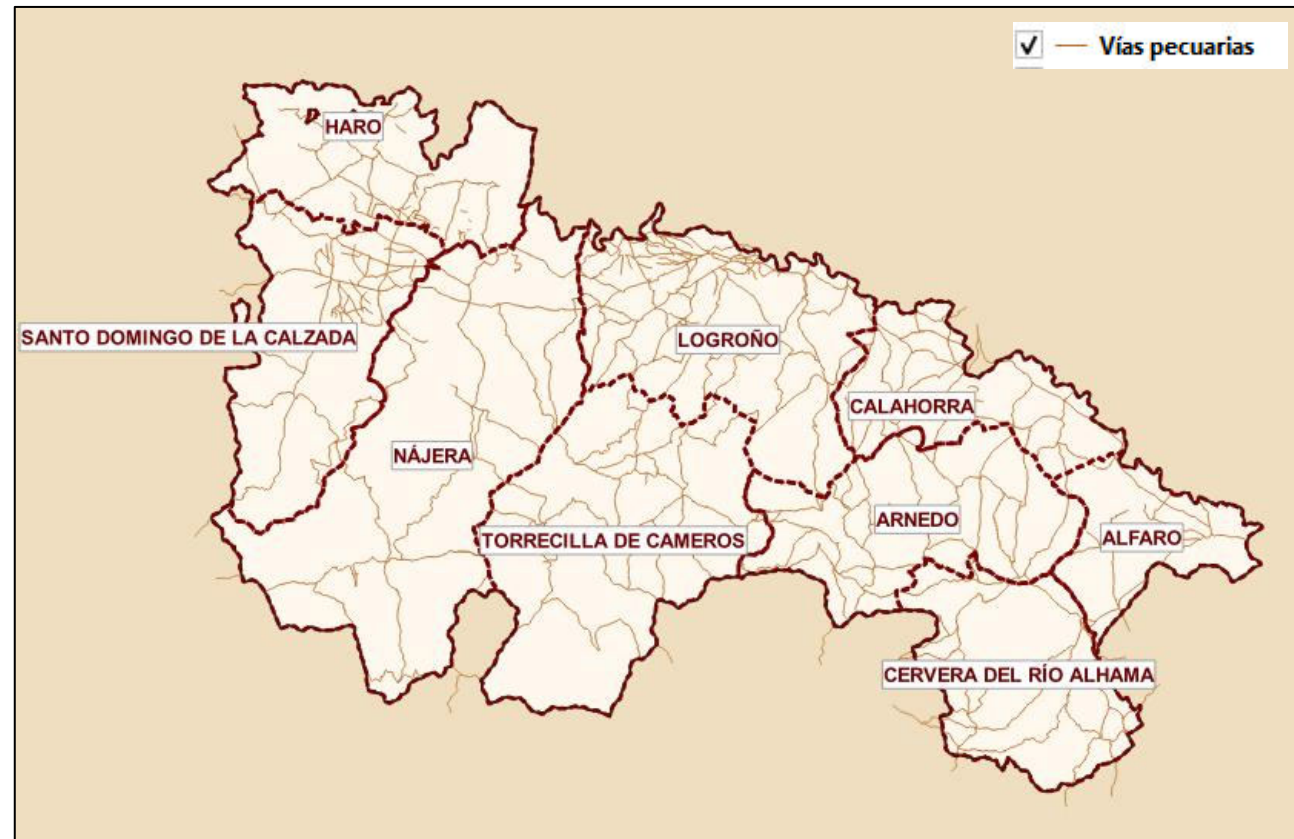 Vías pecuarias
HARO
SANTO DOMINGO DE LA CALZADA
LOGROÑO
CALAHORRA
NÁJERA
ARNEDO
TORRECILLA DE CAMEROS
ALFARO
CERVERA DEL RÍO ALHAMA